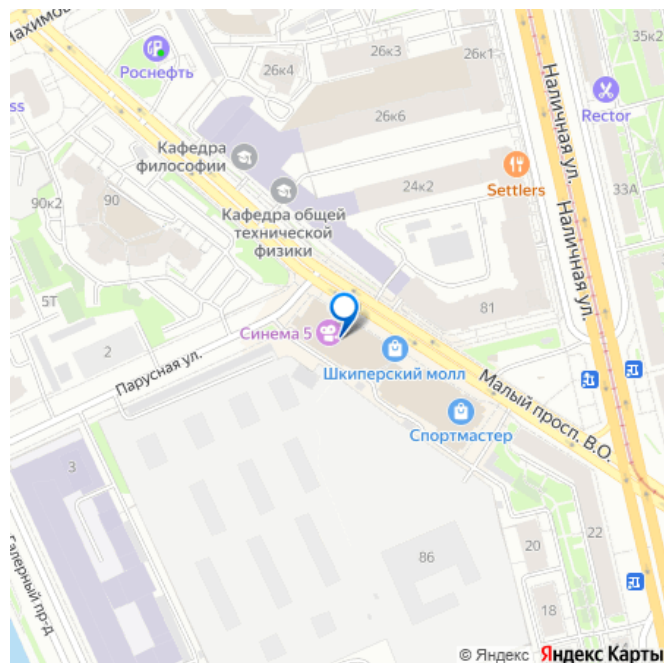 Нахимов
26к3
26к1
35к2
Роснефть
26к4
Наличная ул.
ss
Rector
26к6
Кафедра
философии
Settlers
24к2
33А
90к2
90
Кафедра общей
технической
физики
Наличная ул.
5Т
81
Синема 5
2
Шкиперский молл
Парусная ул.
Малый просп. В.О.
Спортмастер
3
22
20
86
Галерный пр-д
18
© Яндекс Яндекс Карты